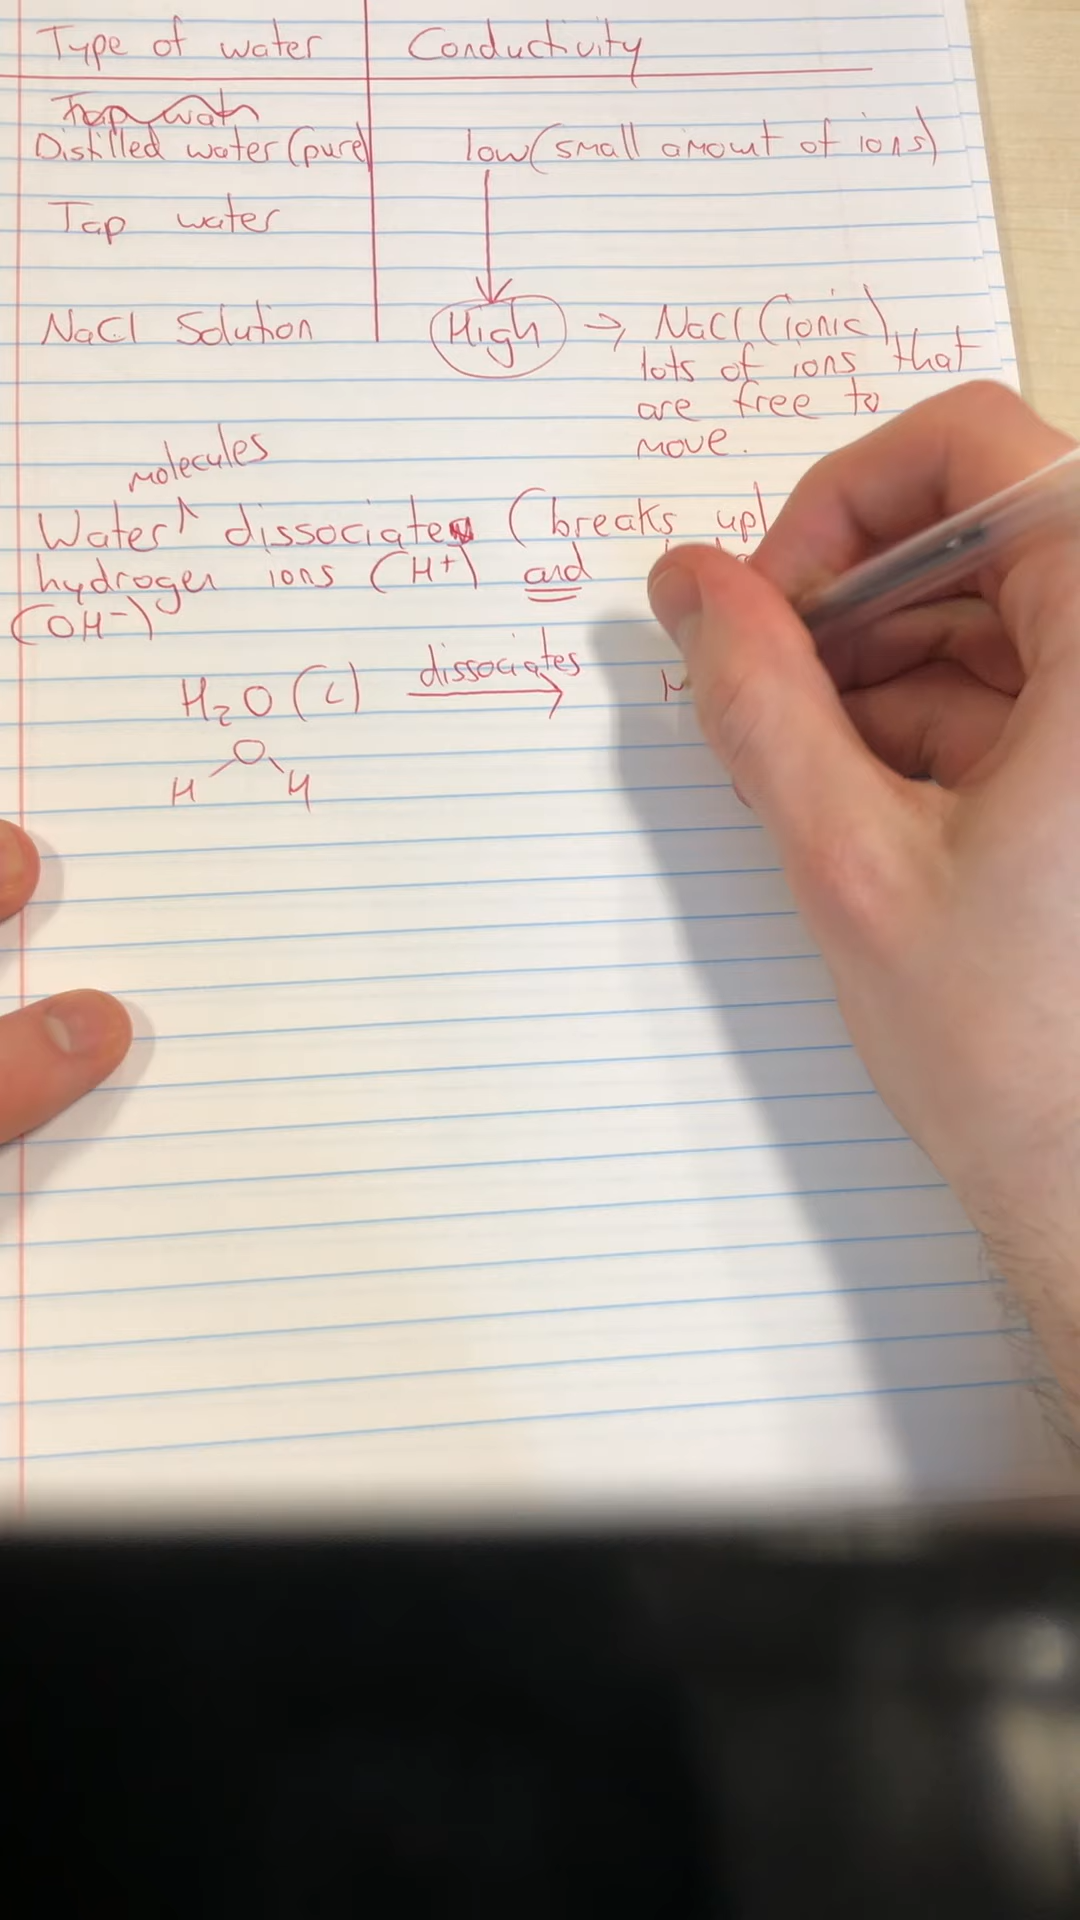 Type of water Conductivity
Tap wat
Distilled water (pure) low (small amount of ions)
Tap water
NaCl Solution High → NaCl (ionic),
lots of ions that
are free to
move.
molecules
Water ^ dissociates (breaks up)
hydrogen ions (H+) and
(OH-)
dissociates
H2O (L)
O
H H